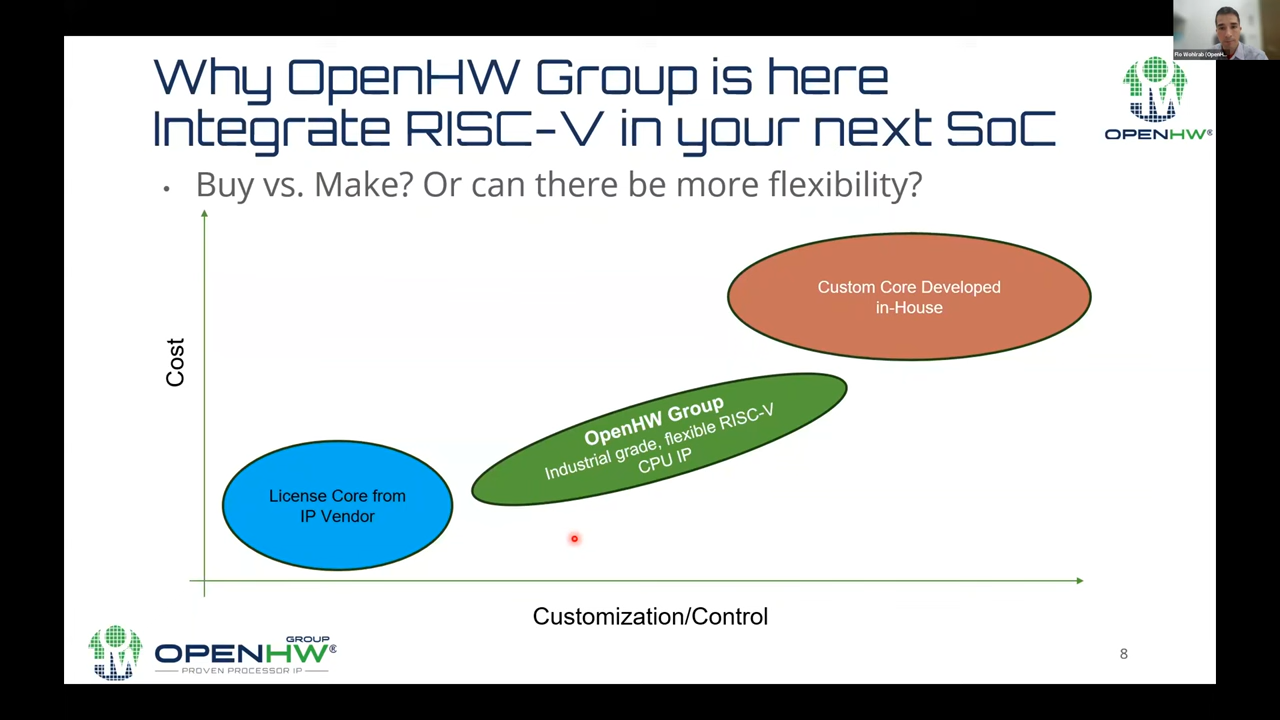 Why OpenHW Group is here
Integrate RISC-V in your next SoC
OPENHW®
• Buy vs. Make? Or can there be more flexibility?
Cost
Custom Core Developed
in-House
OpenHW Group
Industrial grade, flexible RISC-V
CPU IP
License Core from
IP Vendor
Customization/Control
GROUP
OPENHW®
PROVEN PROCESSOR IP
8